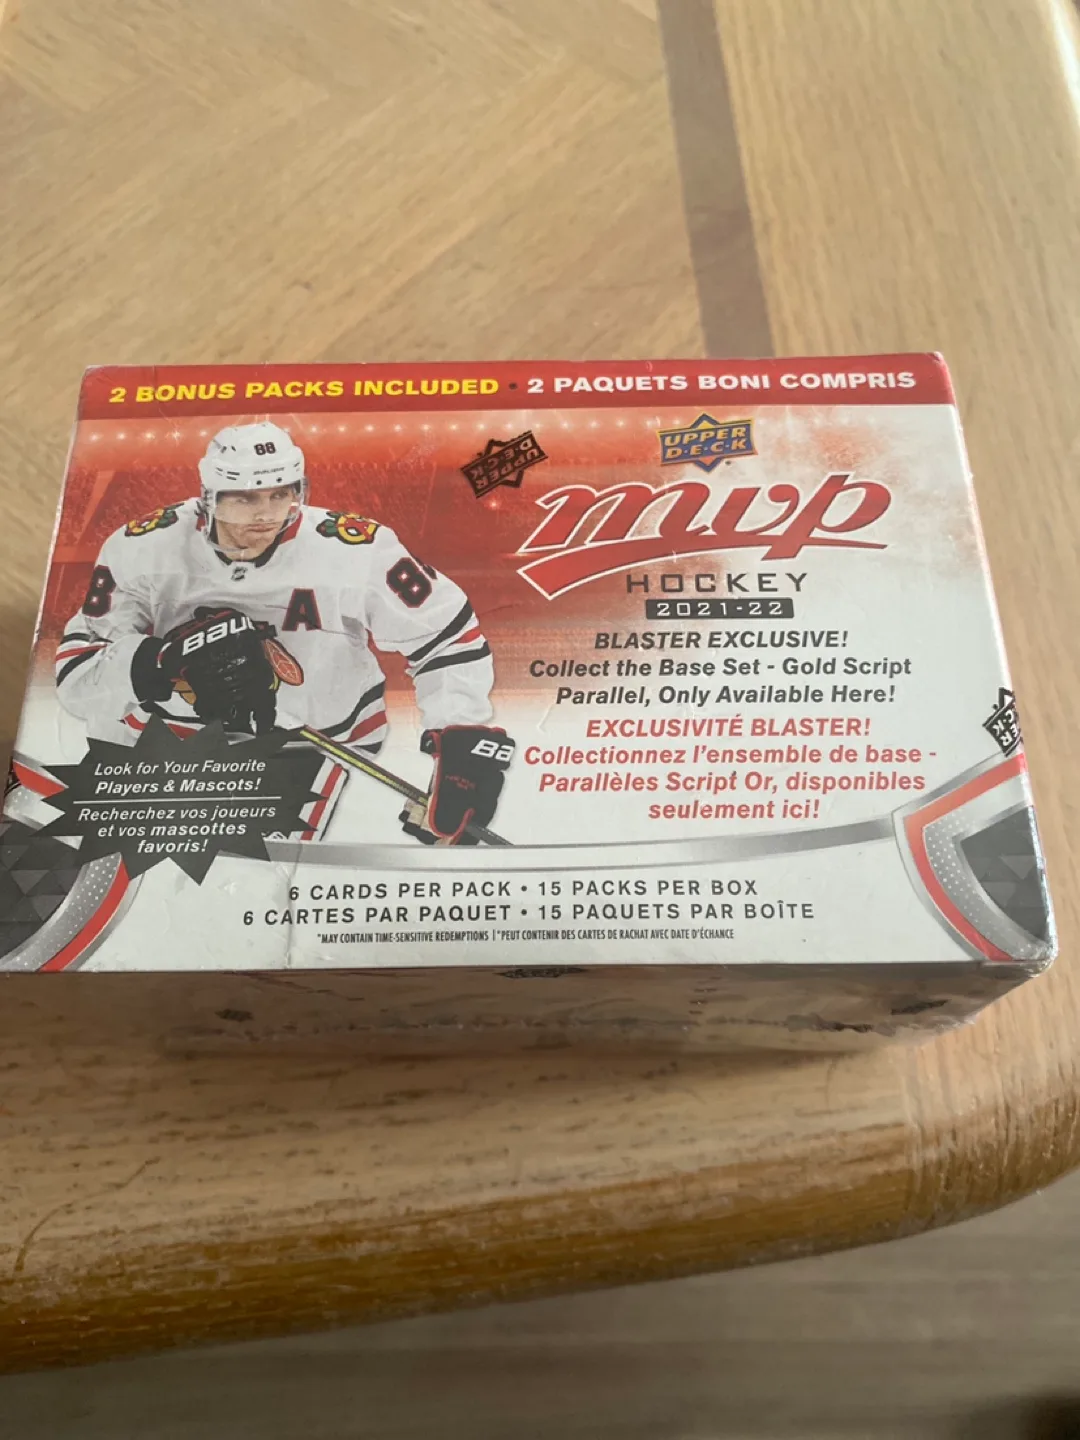 2 BONUS PACKS INCLUDED • 2 PAQUETS BONI COMPRIS
88
UPPER
D•E•C•K
UPPER
D•E•C•K
mvp
HOCKEY
2021-22
BLASTER EXCLUSIVE!
Collect the Base Set - Gold Script
Parallel, Only Available Here!
EXCLUSIVITÉ BLASTER!
Collectionnez l'ensemble de base -
Parallèles Script Or, disponibles
seulement ici!
A
Look for Your Favorite
Players & Mascots!
Recherchez vos joueurs
et vos mascottes
favoris!
6 CARDS PER PACK • 15 PACKS PER BOX
6 CARTES PAR PAQUET • 15 PAQUETS PAR BOÎTE
*MAY CONTAIN TIME-SENSITIVE REDEMPTIONS | *PEUT CONTENIR DES CARTES DE RACHAT AVEC DATE D'ÉCHANCE